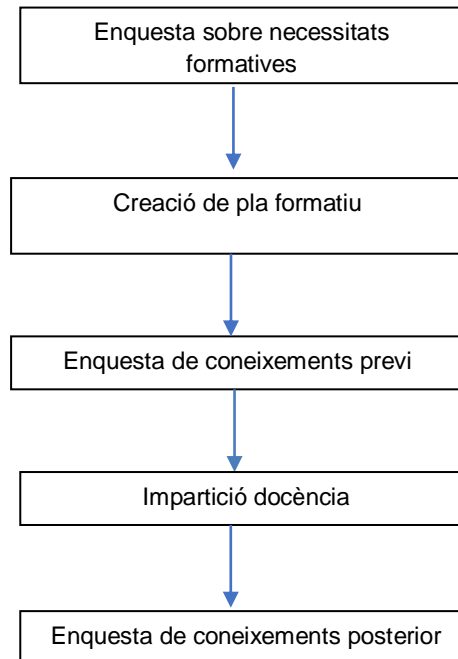 Enquesta sobre necessitats
formatives
Creació de pla formatiu
Enquesta de coneixements previ
Impartició docència
Enquesta de coneixements posterior